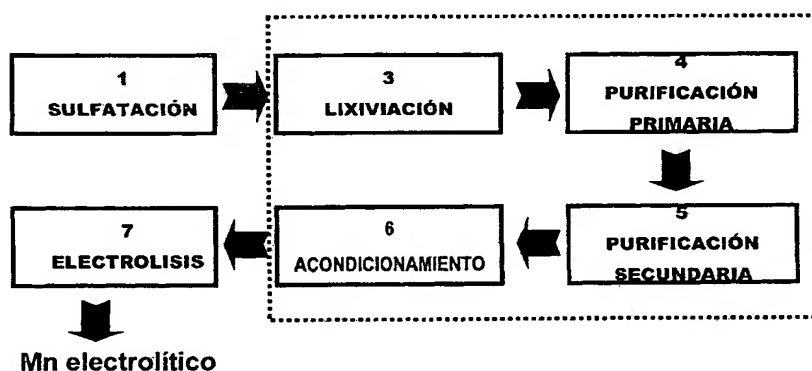 1
SULFATACIÓN
3
LIXIVIACIÓN
4
PURIFICACIÓN
PRIMARIA
5
PURIFICACIÓN
SECUNDARIA
6
ACONDICIONAMIENTO
7
ELECTROLISIS
Mn electrolítico